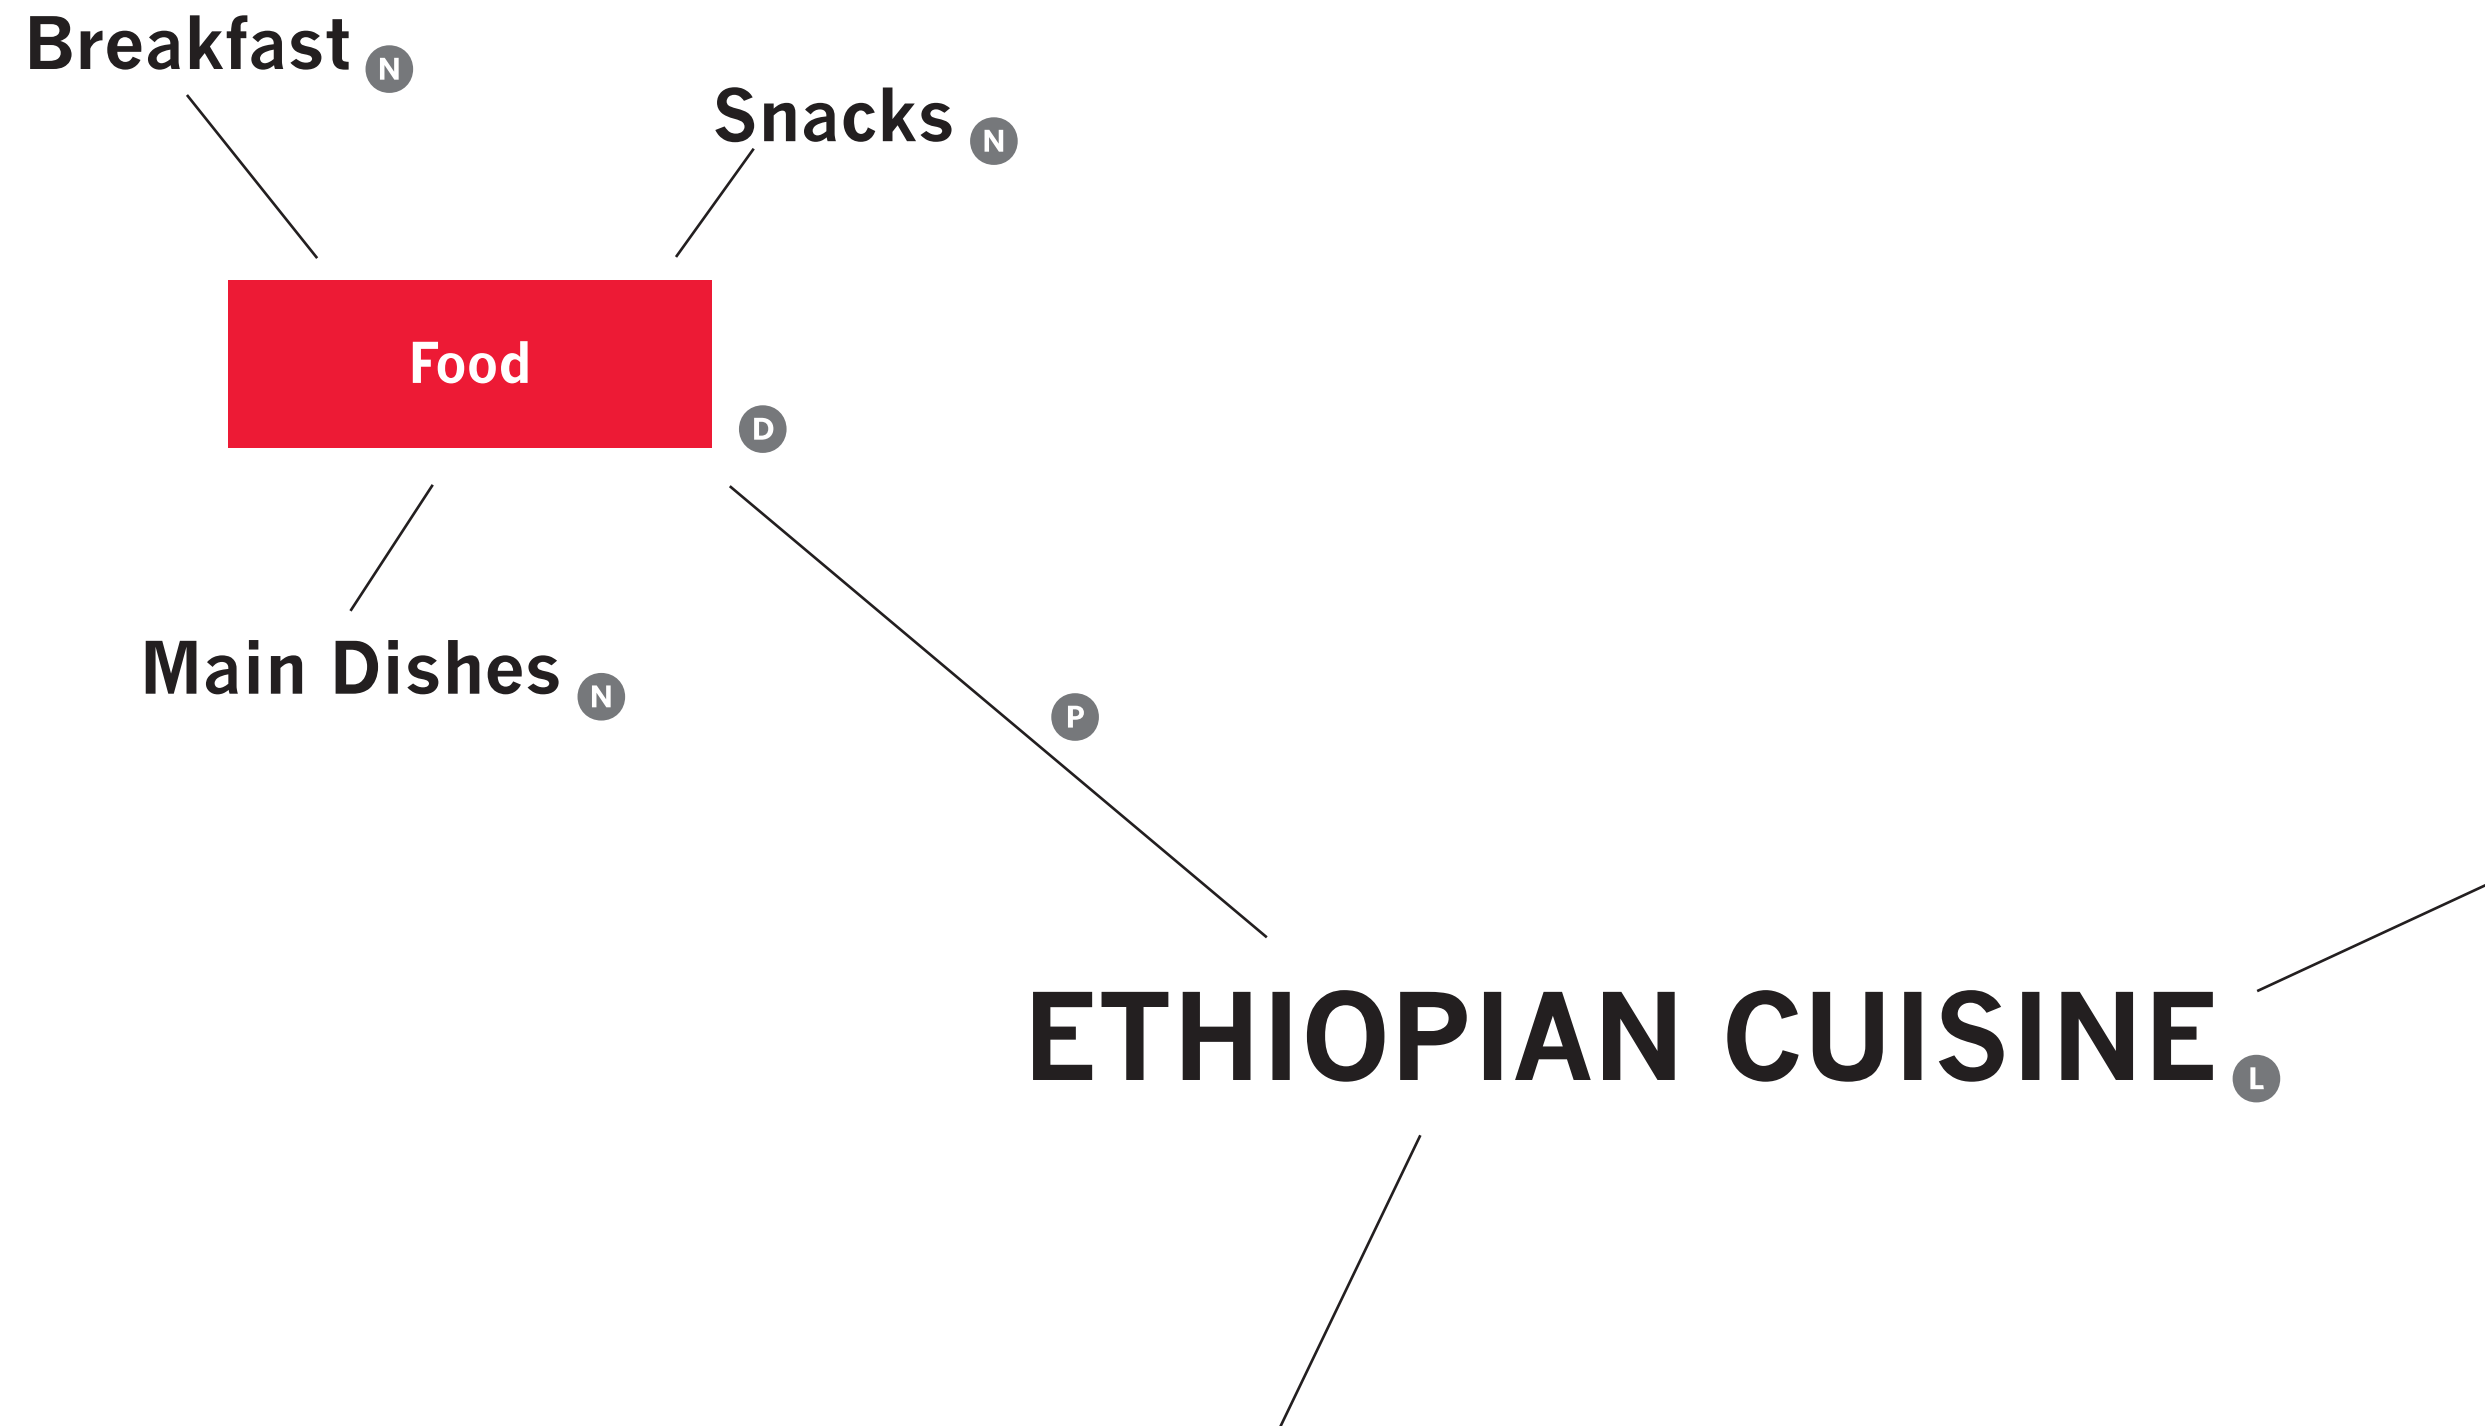 Breakfast N
Snacks N
Food
D
Main Dishes N
P
ETHIOPIAN CUISINE L